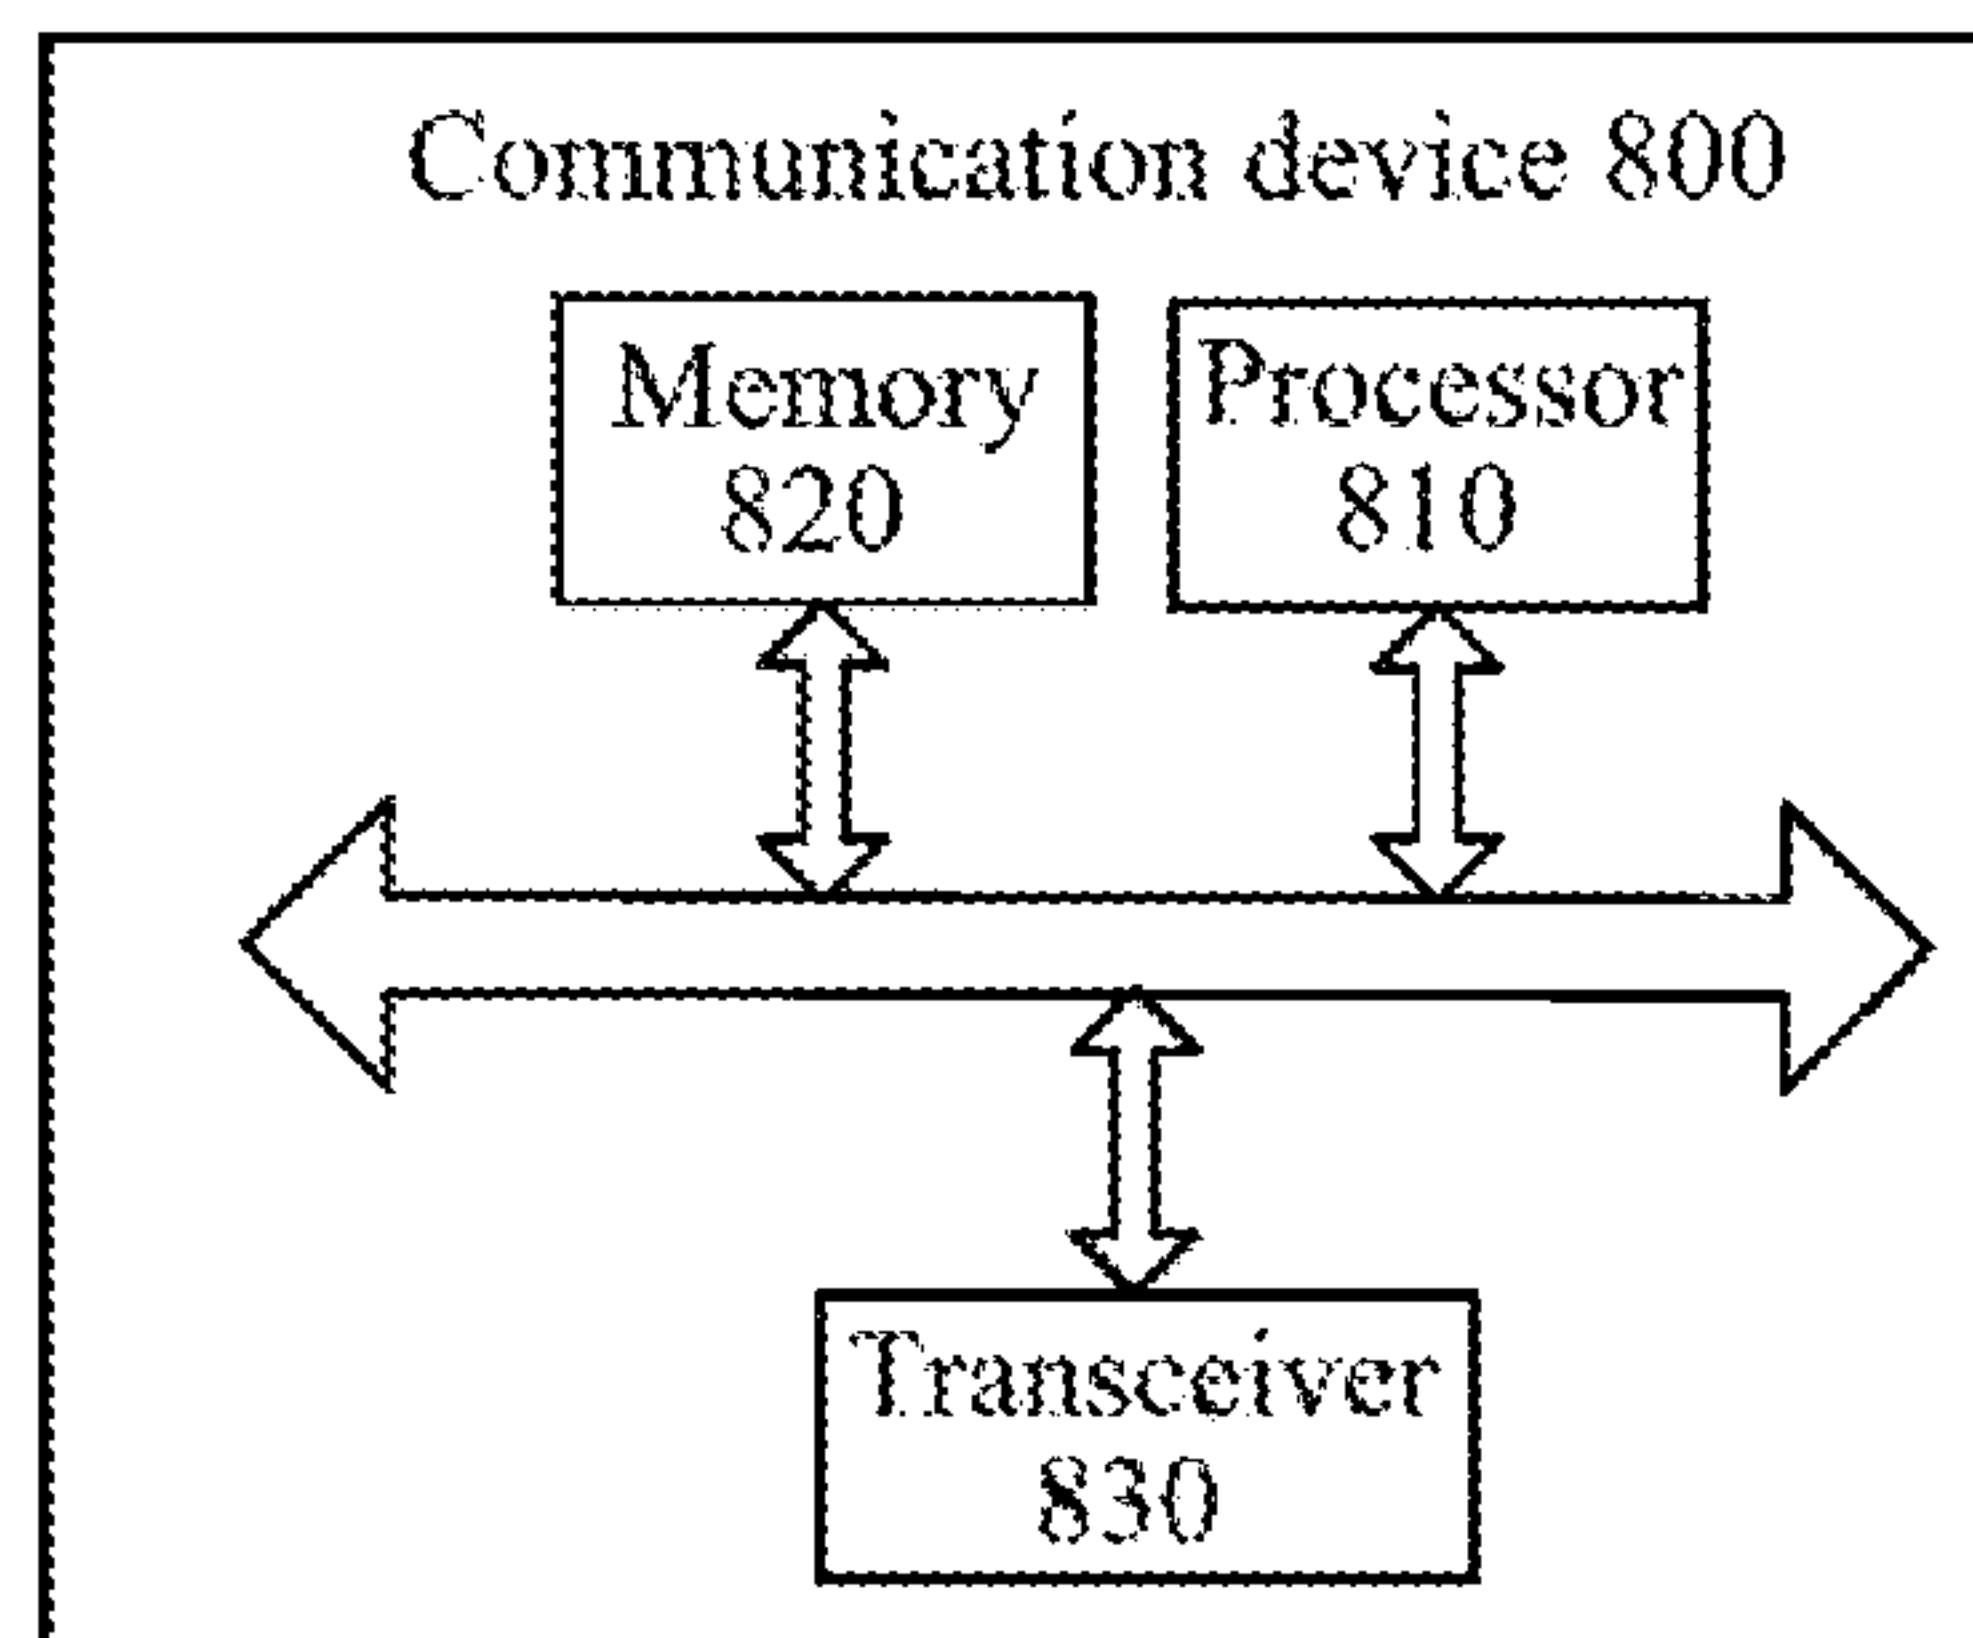 Communication device 800
Memory
820
Processor
810
Transceiver
830